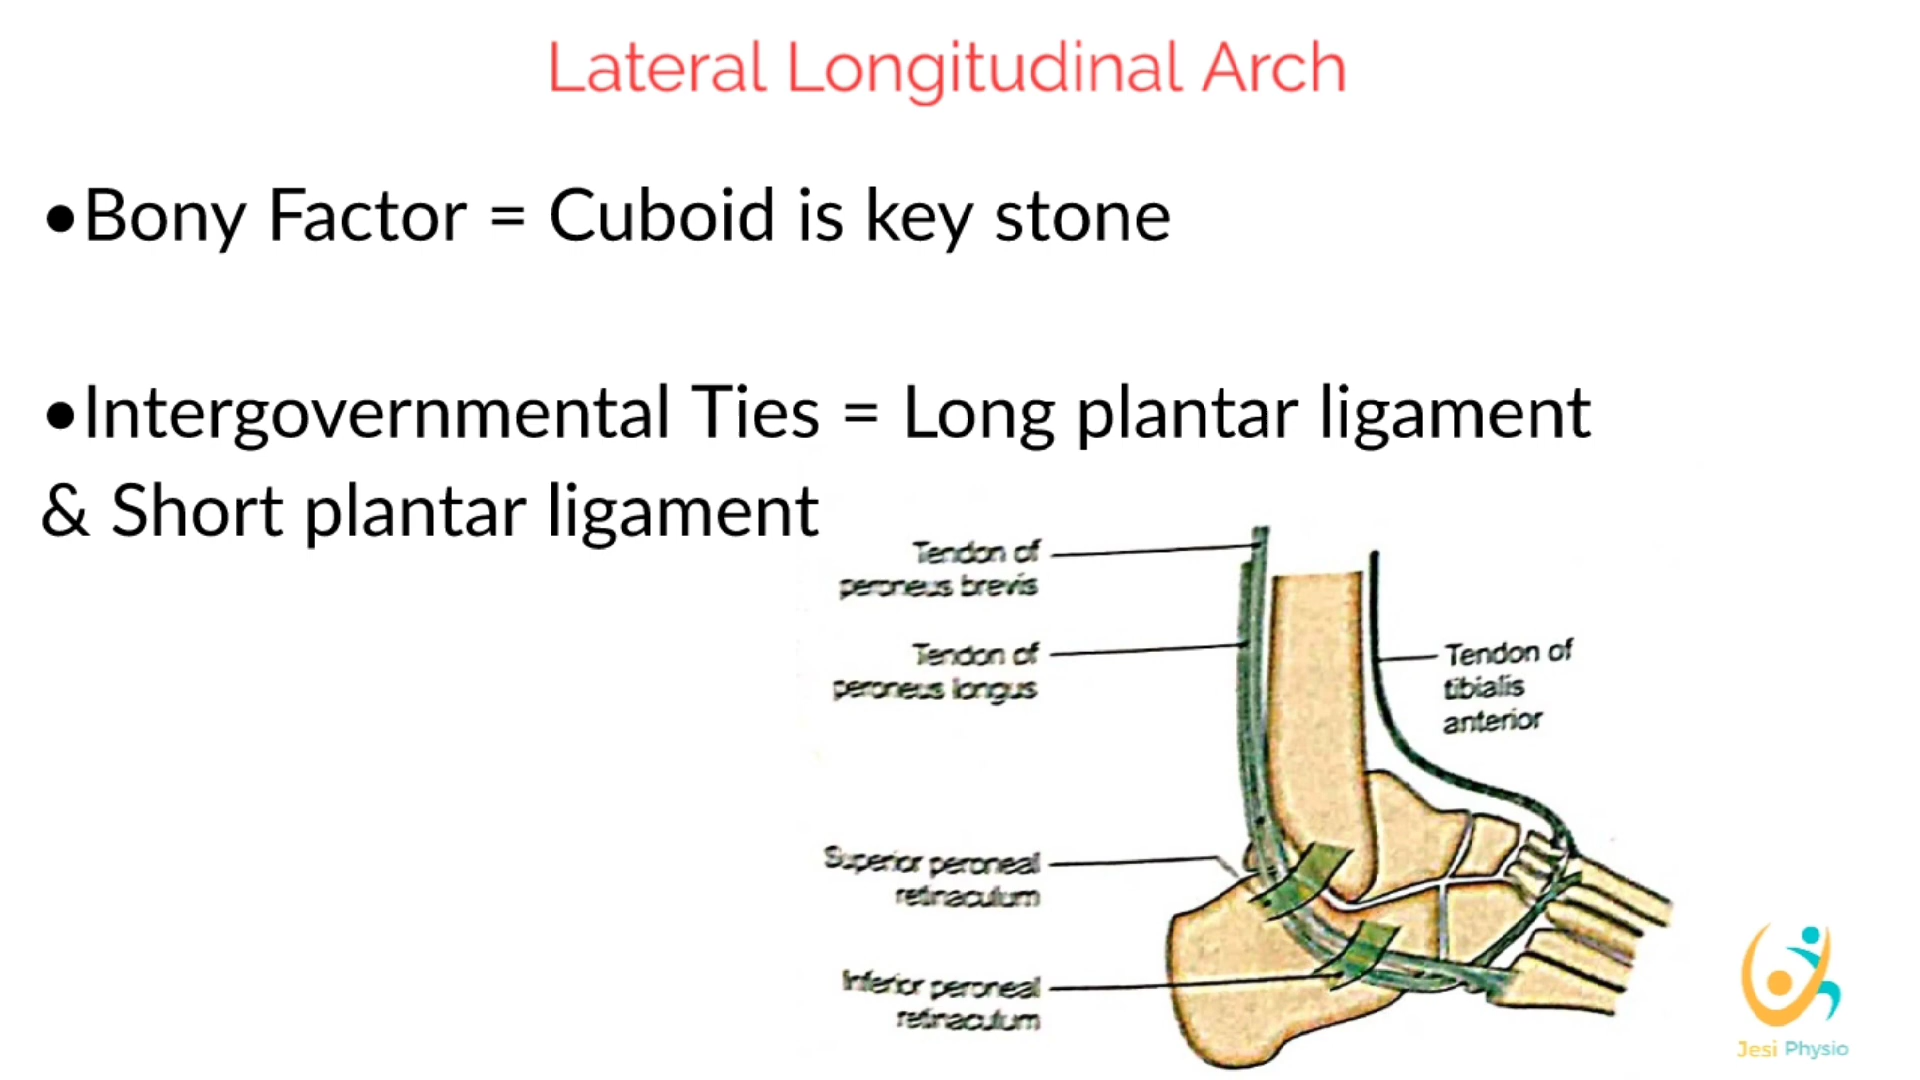 Lateral Longitudinal Arch
•Bony Factor = Cuboid is key stone
•Intergovernmental Ties = Long plantar ligament
& Short plantar ligament
Tendon of
peroneus brevis
Tendon of
peroneus longus
Tendon of
tibialis
anterior
Superior peroneal
retinaculum
Inferior peroneal
retinaculum
Jesi Physio